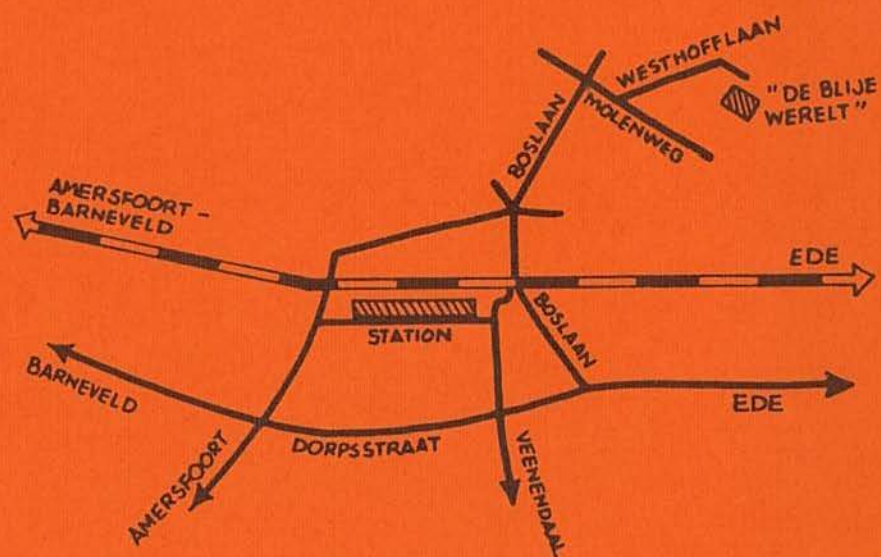 WESTHOFFLAAN
"DE BLIJE
WERELT"
MOLENWEG
BOSLAAN
AMERSFOORT-
BARNEVELD
EDE
BOSLAAN
STATION
BARNEVELD
EDE
DORPSSTRAAT
AMERSFOORT
VEENENDAAL